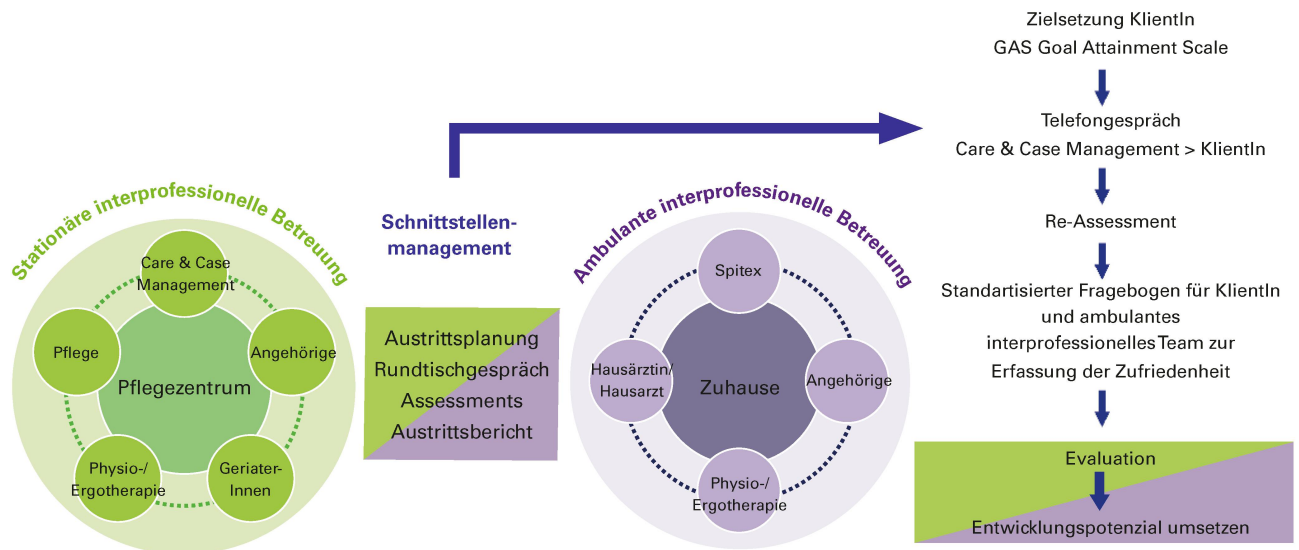 Stationäre interprofessionelle Betreuung
Care & Case
Management
Pflege
Angehörige
Pflegezentrum
Physio-/
Ergotherapie
Geriater-
Innen
Schnittstellen-
management
Austrittsplanung
Rundtischgespräch
Assessments
Austrittsbericht
Ambulante interprofessionelle Betreuung
Spitex
Hausärztin/
Hausarzt
Zuhause
Angehörige
Physio-/
Ergotherapie
Zielsetzung KlientIn
GAS Goal Attainment Scale
Telefongespräch
Care & Case Management > KlientIn
Re-Assessment
Standartisierter Fragebogen für KlientIn
und ambulantes
interprofessionelles Team zur
Erfassung der Zufriedenheit
Evaluation
Entwicklungspotenzial umsetzen